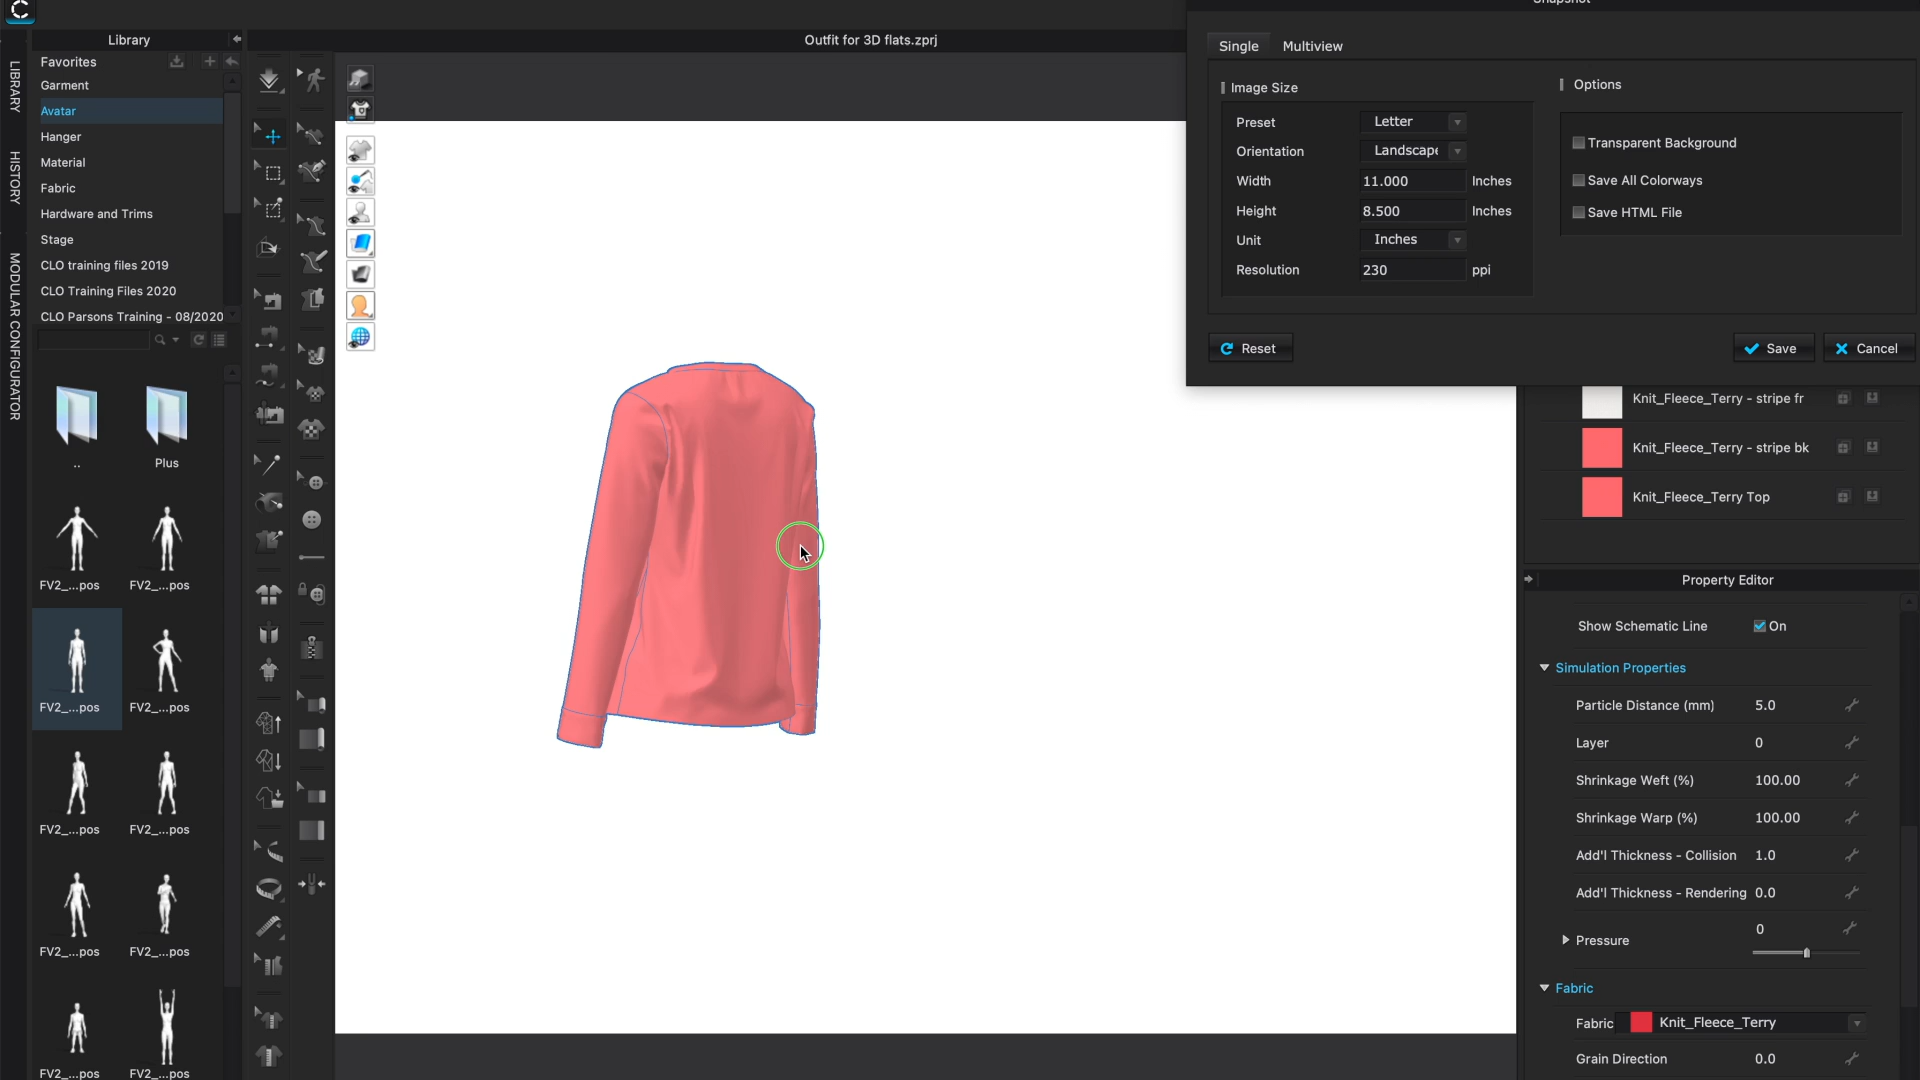 Snapshot
Library
Outfit for 3D flats.zprj
LIBRARY
HISTORY
MODULAR CONFIGURATOR
Favorites
Garment
Avatar
Hanger
Material
Fabric
Hardware and Trims
Stage
CLO training files 2019
CLO Training Files 2020
CLO Parsons Training - 08/2020
..
Plus
FV2_...pos
FV2_...pos
FV2_...pos
FV2_...pos
FV2_...pos
FV2_...pos
FV2_...pos
FV2_...pos
FV2_...pos
FV2_...pos
Single
Multiview
Image Size
Preset
Letter
Orientation
Landscape
Width
11.000
Inches
Height
8.500
Inches
Unit
Inches
Resolution
230
ppi
Options
Transparent Background
Save All Colorways
Save HTML File
Reset
Save
Cancel
Knit_Fleece_Terry - stripe fr
Knit_Fleece_Terry - stripe bk
Knit_Fleece_Terry Top
Property Editor
Show Schematic Line
On
Simulation Properties
Particle Distance (mm)
5.0
Layer
0
Shrinkage Weft (%)
100.00
Shrinkage Warp (%)
100.00
Add'l Thickness - Collision
1.0
Add'l Thickness - Rendering
0.0
Pressure
0
Fabric
Fabric
Knit_Fleece_Terry
Grain Direction
0.0